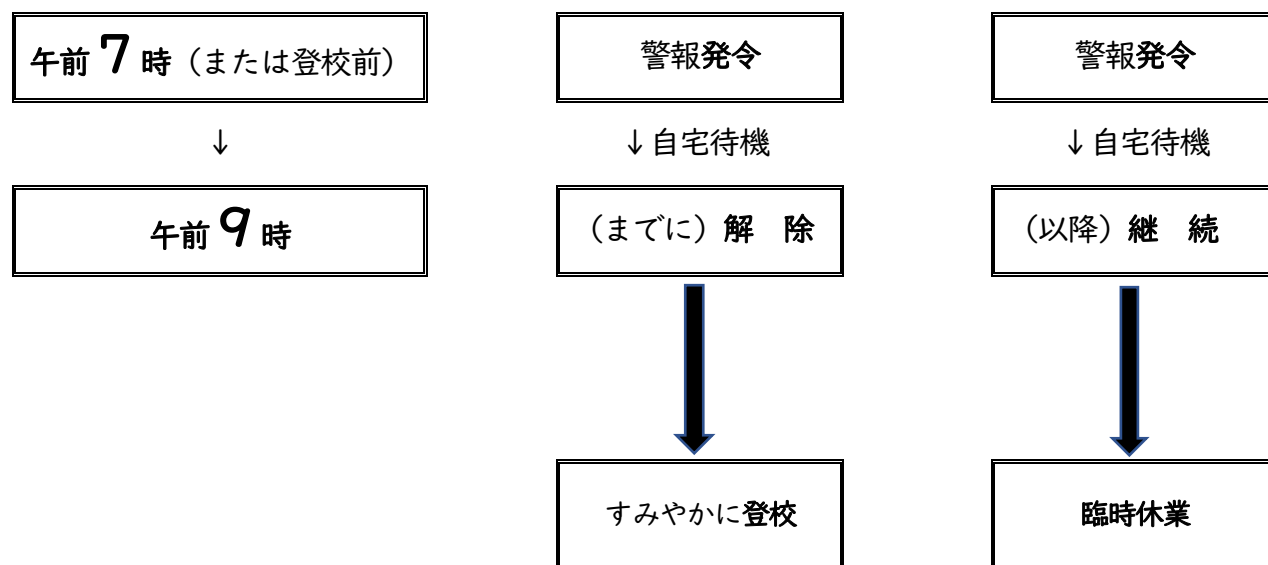 午前7時（または登校前）
警報発令
警報発令
↓
↓自宅待機
↓自宅待機
午前9時
（までに）解　除
（以降）継　続
すみやかに登校
臨時休業